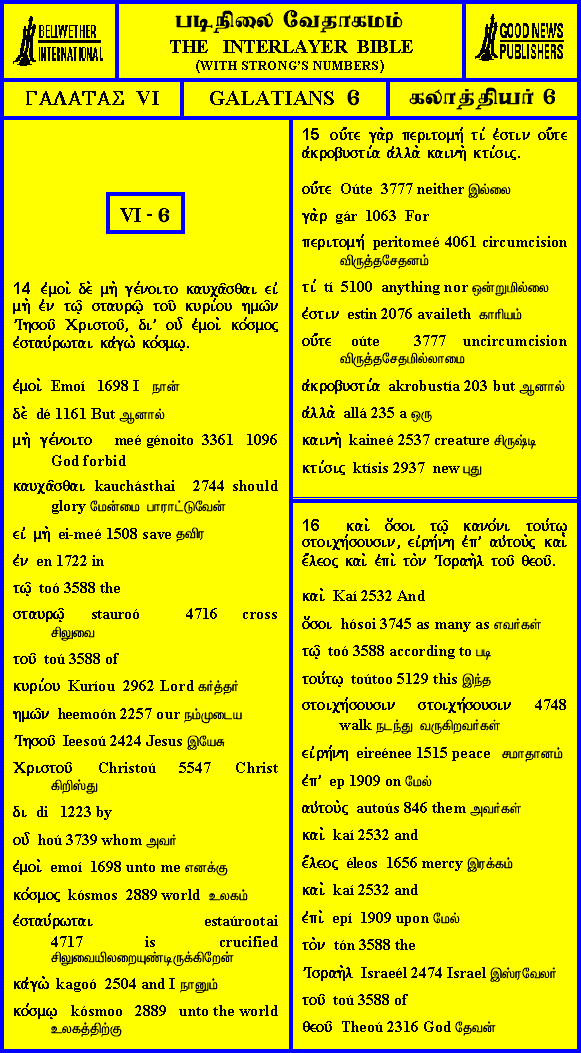 BELLWETHER
INTERNATIONAL
படிநிலை வேதாகமம்
THE INTERLAYER BIBLE
(WITH STRONG'S NUMBERS)
GOOD NEWS
PUBLISHERS
ΓΑΛΑΤΑΣ VI
GALATIANS 6
கலாத்தியர் 6
VI - 6
14 ἐμοὶ δὲ μὴ γένοιτο καυχᾶσθαι εἰ
μὴ ἐν τῷ σταυρῷ τοῦ κυρίου ημῶν
Ἰησοῦ Χριστοῦ, δι’ οὗ ἐμοὶ κόσμος
ἐσταύρωται κἀγὼ κόσμῳ.
ἐμοὶ Emoí 1698 I நான்
δὲ dé 1161 But ஆனால்
μὴ γένοιτο meé génoito 3361 1096
God forbid
καυχᾶσθαι kauchásthai 2744 should
glory மேன்மை பாராட்டுவேன்
εἰ μὴ ei-meé 1508 save தவிர
ἐν en 1722 in
τῷ toó 3588 the
σταυρῷ stauroó 4716 cross
சிலுவை
τοῦ toú 3588 of
κυρίου Kuríou 2962 Lord கர்த்தர்
ημῶν heemoón 2257 our நம்முடைய
Ἰησοῦ Ieesoú 2424 Jesus இயேசு
Χριστοῦ Christoú 5547 Christ
கிறிஸ்து
δι di 1223 by
οὗ hoú 3739 whom அவர்
ἐμοὶ emoí 1698 unto me எனக்கு
κόσμος kósmos 2889 world உலகம்
ἐσταύρωται estaúrootai
4717 is crucified
சிலுவையிலறையுண்டிருக்கிறேன்
κἀγὼ kagoó 2504 and I நானும்
κόσμῳ kósmoo 2889 unto the world
உலகத்திற்கு
15 οὔτε γὰρ περιτομή τί ἐστιν οὔτε
ἀκροβυστία ἀλλὰ καινὴ κτίσις.
οὔτε Oúte 3777 neither இல்லை
γὰρ gár 1063 For
περιτομή peritomeé 4061 circumcision
விருத்தசேதனம்
τί tí 5100 anything nor ஒன்றுமில்லை
ἐστιν estin 2076 availeth காரியம்
οὔτε oúte 3777 uncircumcision
விருத்தசேதமில்லாமை
ἀκροβυστία akrobustía 203 but ஆனால்
ἀλλὰ allá 235 a ஒரு
καινὴ kaineé 2537 creature சிருஷ்டி
κτίσις ktísis 2937 new புது
16 καὶ ὅσοι τῷ κανόνι τούτῳ
στοιχήσουσιν, εἰρήνη ἐπ’ αὐτοὺς καὶ
ἔλεος καὶ ἐπὶ τὸν Ἰσραὴλ τοῦ θεοῦ.
καὶ Kaí 2532 And
ὅσοι hósoi 3745 as many as எவர்கள்
τῷ toó 3588 according to படி
τούτῳ toútoo 5129 this இந்த
στοιχήσουσιν στοιχήσουσιν 4748
walk நடந்து வருகிறவர்கள்
εἰρήνη eireénee 1515 peace சமாதானம்
ἐπ’ ep 1909 on மேல்
αὐτοὺς autoús 846 them அவர்கள்
καὶ kaí 2532 and
ἔλεος éleos 1656 mercy இரக்கம்
καὶ kaí 2532 and
ἐπὶ epí 1909 upon மேல்
τὸν tón 3588 the
Ἰσραὴλ Israeél 2474 Israel இஸ்ரவேலர்
τοῦ toú 3588 of
θεοῦ Theoú 2316 God தேவன்